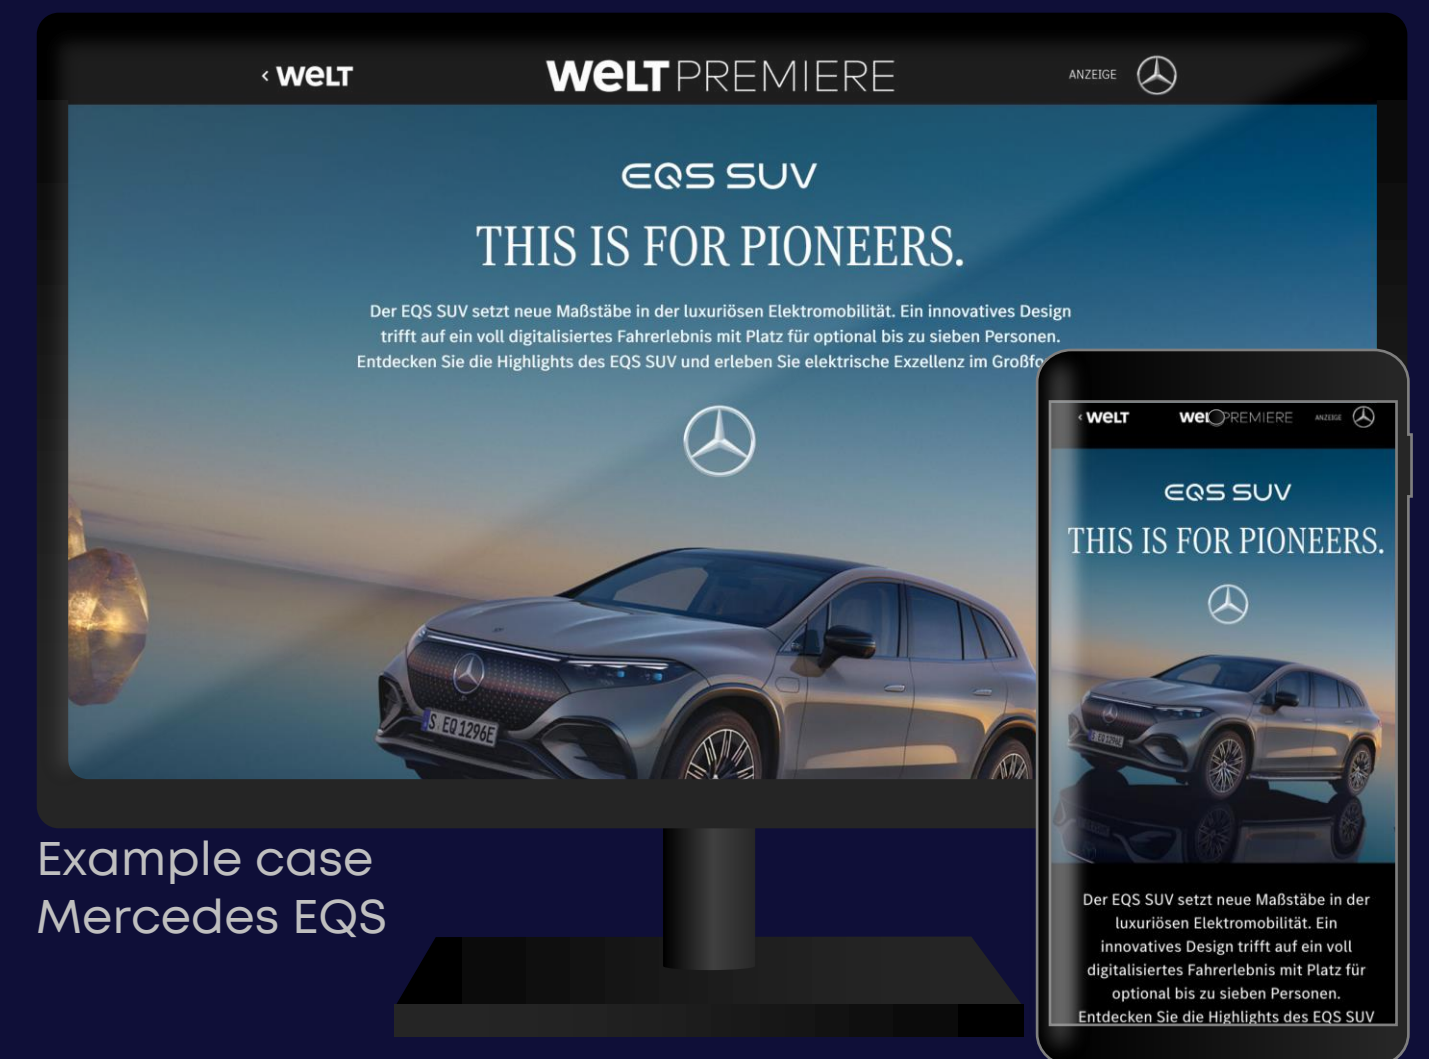 ‹ WELT
WELTPREMIERE
ANZEIGE
EQS SUV
THIS IS FOR PIONEERS.
Der EQS SUV setzt neue Maßstäbe in der luxuriösen Elektromobilität. Ein innovatives Design
trifft auf ein voll digitalisiertes Fahrerlebnis mit Platz für optional bis zu sieben Personen.
Entdecken Sie die Highlights des EQS SUV und erleben Sie elektrische Exzellenz im
S EQ 1296E
‹ WELT
PREMIERE
ANZEIGE
EQS SUV
THIS IS FOR PIONEERS.
Der EQS SUV setzt neue Maßstäbe in der
luxuriösen Elektromobilität. Ein
innovatives Design trifft auf ein voll
digitalisiertes Fahrerlebnis mit Platz für
optional bis zu sieben Personen.
Entdecken Sie die Highlights des EQS SUV
Example case
Mercedes EQS